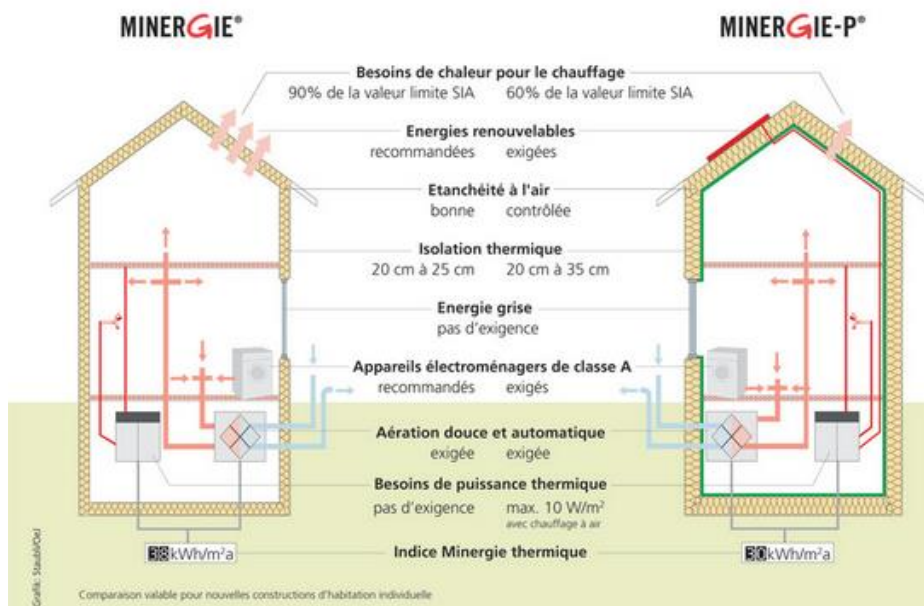 MINERGIE® MINERGIE-P®
Besoins de chaleur pour le chauffage
90% de la valeur limite SIA 60% de la valeur limite SIA
Energies renouvelables
recommandées exigées
Etanchéité à l'air
bonne contrôlée
Isolation thermique
20 cm à 25 cm 20 cm à 35 cm
Energie grise
pas d'exigence
Appareils électroménagers de classe A
recommandés exigés
Aération douce et automatique
exigée exigée
Besoins de puissance thermique
pas d'exigence max. 10 W/m²
avec chauffage à air
38 kWh/m²a Indice Minergie thermique 30 kWh/m²a
Comparaison valable pour nouvelles constructions d'habitation individuelle
Grafik: